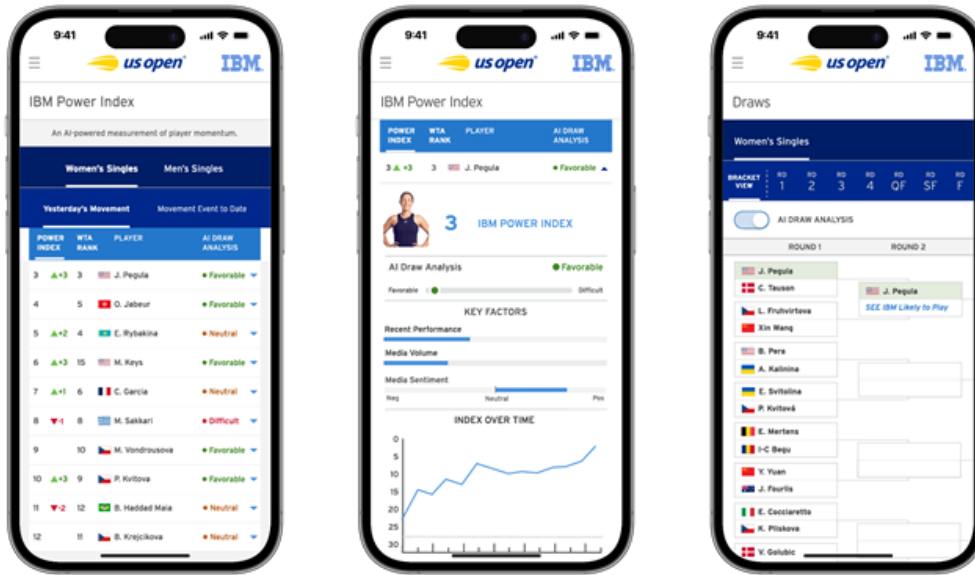 9:41
us open
IBM.
IBM Power Index
An AI-powered measurement of player momentum.
Women's Singles Men's Singles
Yesterday's Movement Movement Event to Date
POWER INDEX WTA RANK PLAYER AI DRAW ANALYSIS
3 ▲+3 3 J. Pegula Favorable
4 5 O. Jabeur Favorable
5 ▲+2 4 E. Rybakina Neutral
6 ▲+3 15 M. Keys Favorable
7 ▲+1 6 C. Garcia Neutral
8 ▼-1 8 M. Sakkari Difficult
9 10 M. Vondrousova Favorable
10 ▲+3 9 P. Kvitova Favorable
11 ▼-2 12 B. Haddad Maia Neutral
12 11 B. Krejcikova Neutral
9:41
us open
IBM.
IBM Power Index
POWER INDEX WTA RANK PLAYER AI DRAW ANALYSIS
3 ▲ +3 3 J. Pegula Favorable
3 IBM POWER INDEX
AI Draw Analysis Favorable
Favorable Difficult
KEY FACTORS
Recent Performance
Media Volume
Media Sentiment
Neg Neutral Pos
INDEX OVER TIME
0
5
10
15
20
25
30
9:41
us open
IBM.
Draws
Women's Singles
BRACKET VIEW RD 1 RD 2 RD 3 RD 4 RD QF RD SF RD F
AI DRAW ANALYSIS
ROUND 1 ROUND 2
J. Pegula
C. Tauson
J. Pegula
SEE IBM Likely to Play
L. Fruhvirtova
Xin Wang
B. Pera
A. Kalinina
E. Svitolina
P. Kvitová
E. Mertens
I-C Begu
Y. Yuan
J. Fourlis
E. Cocciaretto
K. Pliskova
V. Golubic